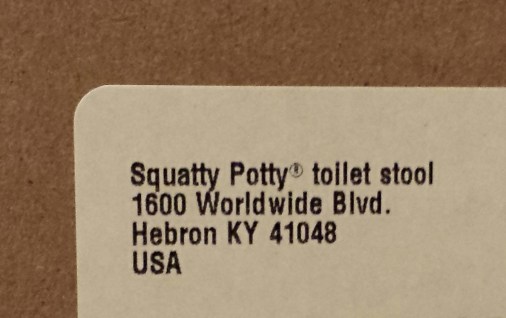 Squatty Potty® toilet stool
1600 Worldwide Blvd.
Hebron KY 41048
USA